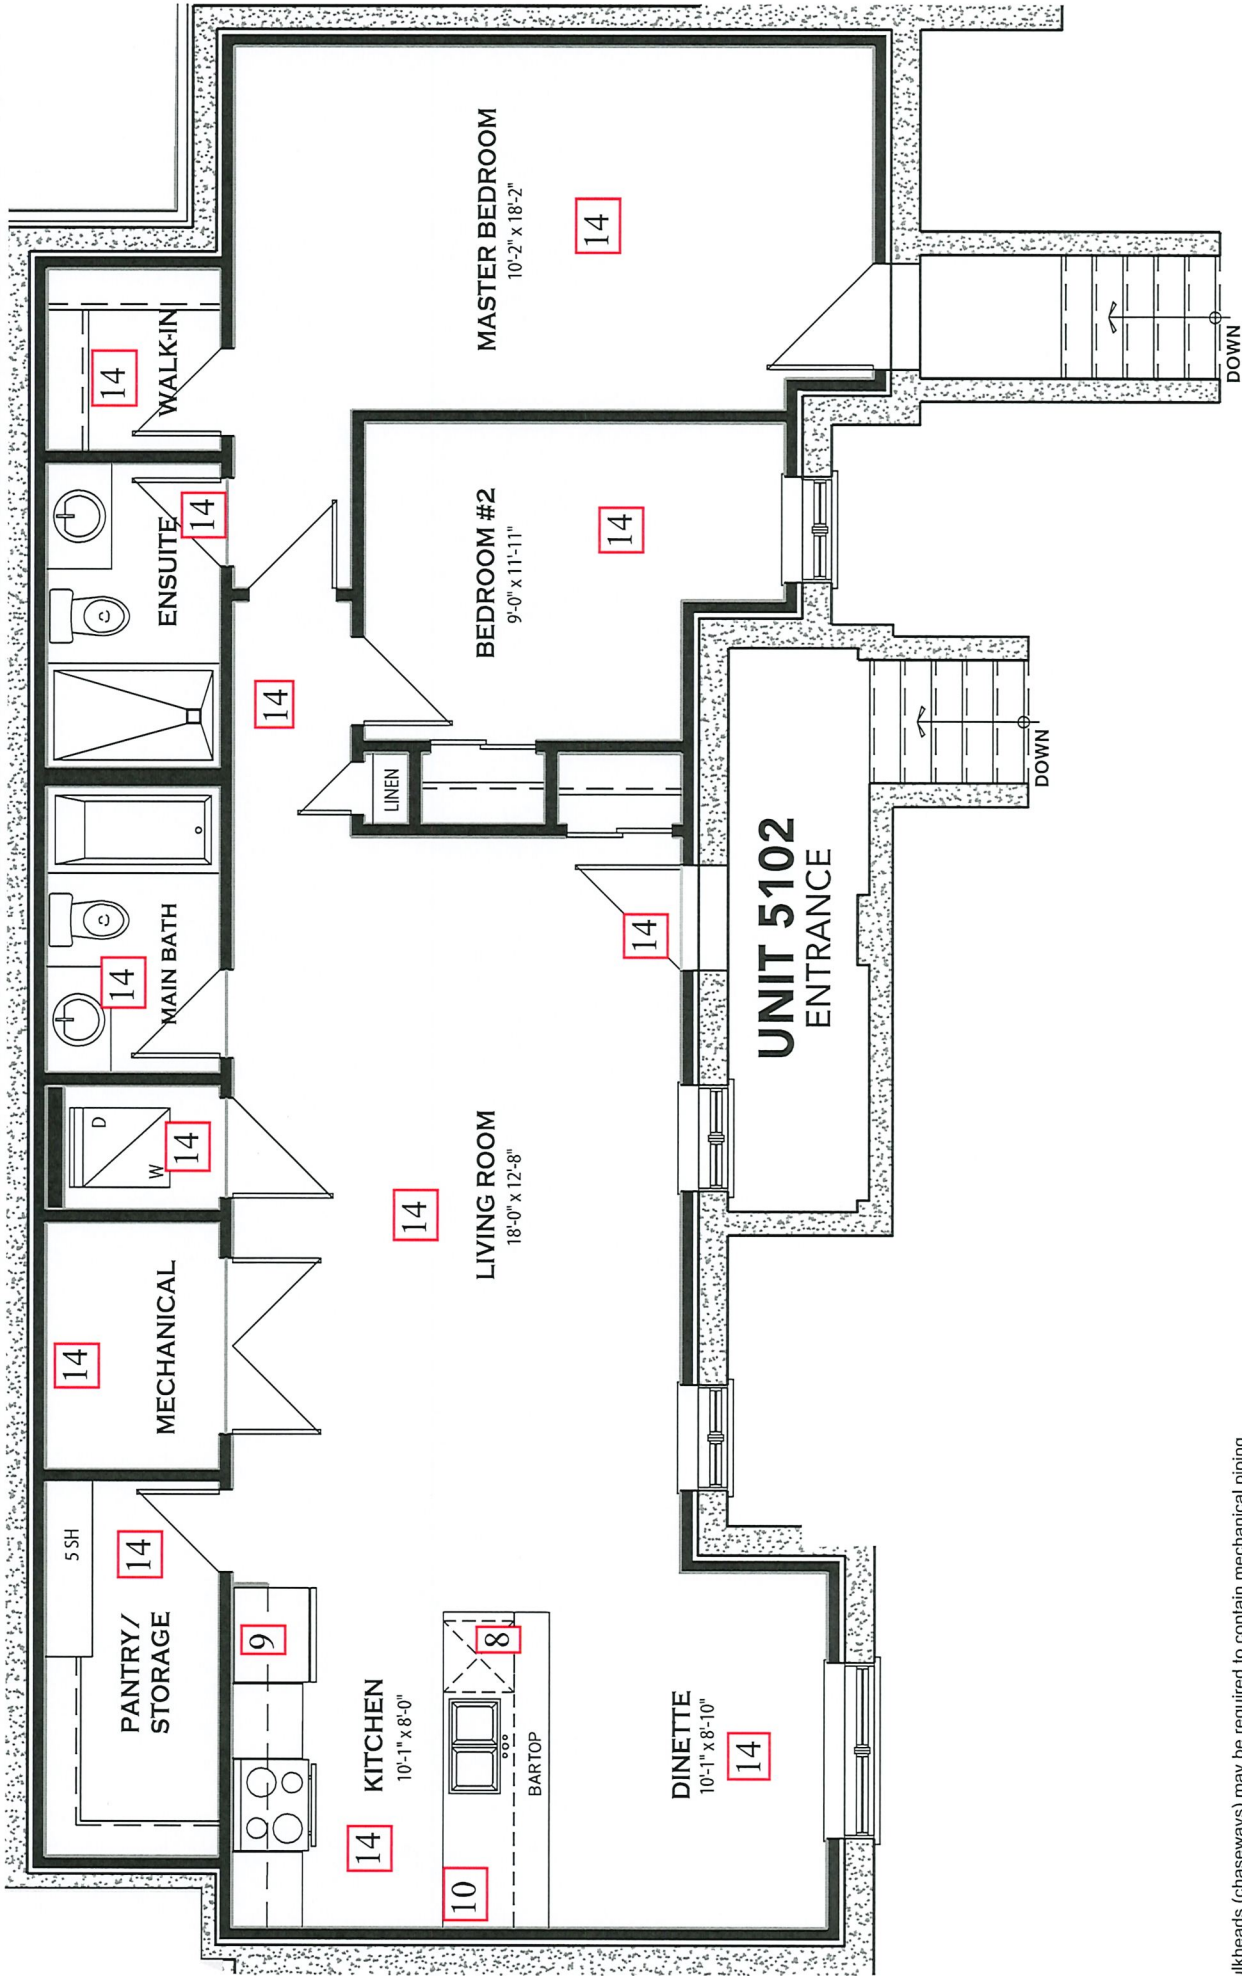 PANTRY/
STORAGE
5 SH
14
MECHANICAL
14
D
W
14
MAIN BATH
14
ENSUITE
14
WALK-IN
14
9
KITCHEN
10'-1" x 8'-0"
14
10
8
BARTOP
DINETTE
10'-1" x 8'-10"
14
LIVING ROOM
18'-0" x 12'-8"
14
14
14
LINEN
BEDROOM #2
9'-0" x 11'-11"
14
MASTER BEDROOM
10'-2" x 18'-2"
14
UNIT 5102
ENTRANCE
DOWN
DOWN
(chaseways) may be required to contain mechanical piping